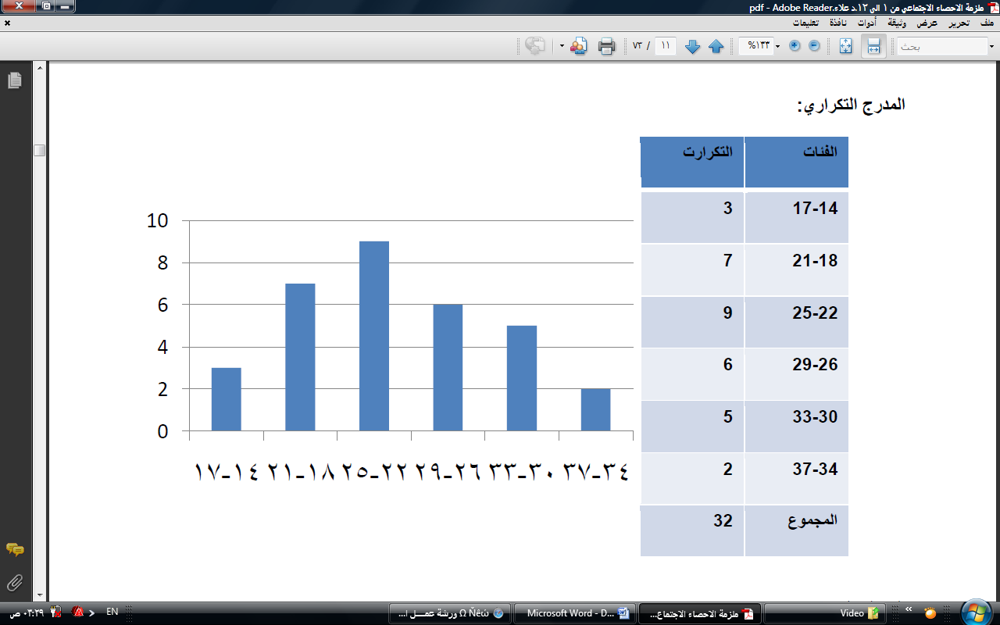 ملزمة الاحصاء الاجتماعي من ١ الى ١٢.د علاء.pdf - Adobe Reader
ملف تحرير عرض وثيقة أدوات نافذة تعليمات
بحث
١٣٣%
١١ / ٧٣
المدرج التكراري:
الفئات التكرارت
17-14 3
21-18 7
25-22 9
29-26 6
33-30 5
37-34 2
المجموع 32
10
8
6
4
2
0
١٤-١٧ ١٨-٢١ ٢٢-٢٥ ٢٦-٢٩ ٣٠-٣٣ ٣٤-٣٧
Video
ملزمة الاحصاء الاجتماع...
Microsoft Word - D...
ورشة عمـــل ا...
EN
٠٣:٢٩ ص